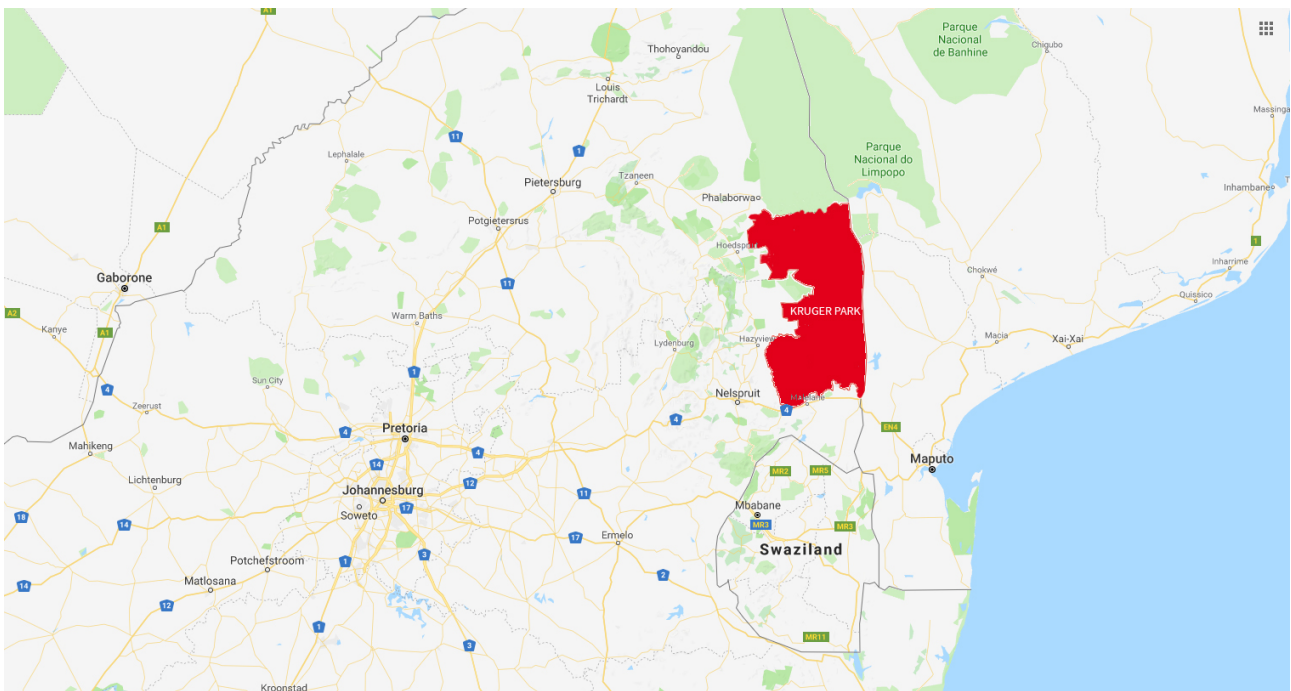 A1
Parque
Nacional
de Banhine
Chigubo
Thohoyandou
Louis
Trichardt
Massinga
11
1
Lephalale
Parque
Nacional do
Limpopo
Tzaneen
Pietersburg
Inhambane
Phalaborwa
Potgietersrus
A1
1
Hoedspruit
Inharrime
Chokwé
Gaborone
11
Quissico
A2
KRUGER PARK
Warm Baths
Kanye
A1
Macia
Xai-Xai
Lydenburg
Hazyview
1
Sun City
4
Nelspruit
Malelane
Zeerust
4
4
Pretoria
4
EN4
Mahikeng
4
Maputo
14
MR2
MR5
Lichtenburg
12
Johannesburg
11
Soweto
17
Mbabane
18
14
MR3
MR3
17
Ermelo
Swaziland
3
1
Potchefstroom
2
Matlosana
14
12
1
MR11
3
Kroonstad